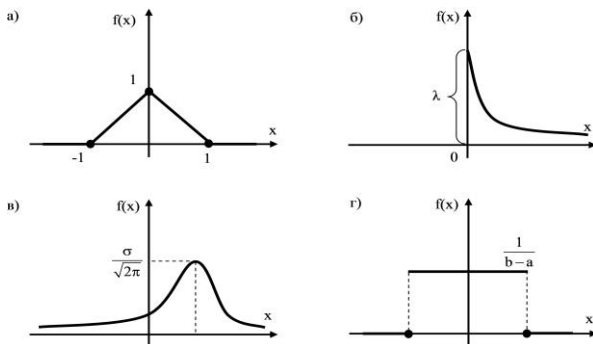 а) f(x)
1
-1 1 x
б) f(x)
λ
0 x
в) f(x)
σ/√2π
x
г) f(x)
1/(b – a)
x